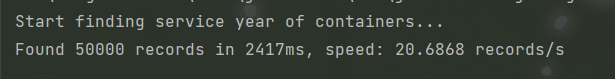 Start finding service year of containers...
Found 50000 records in 2417ms, speed: 20.6868 records/s